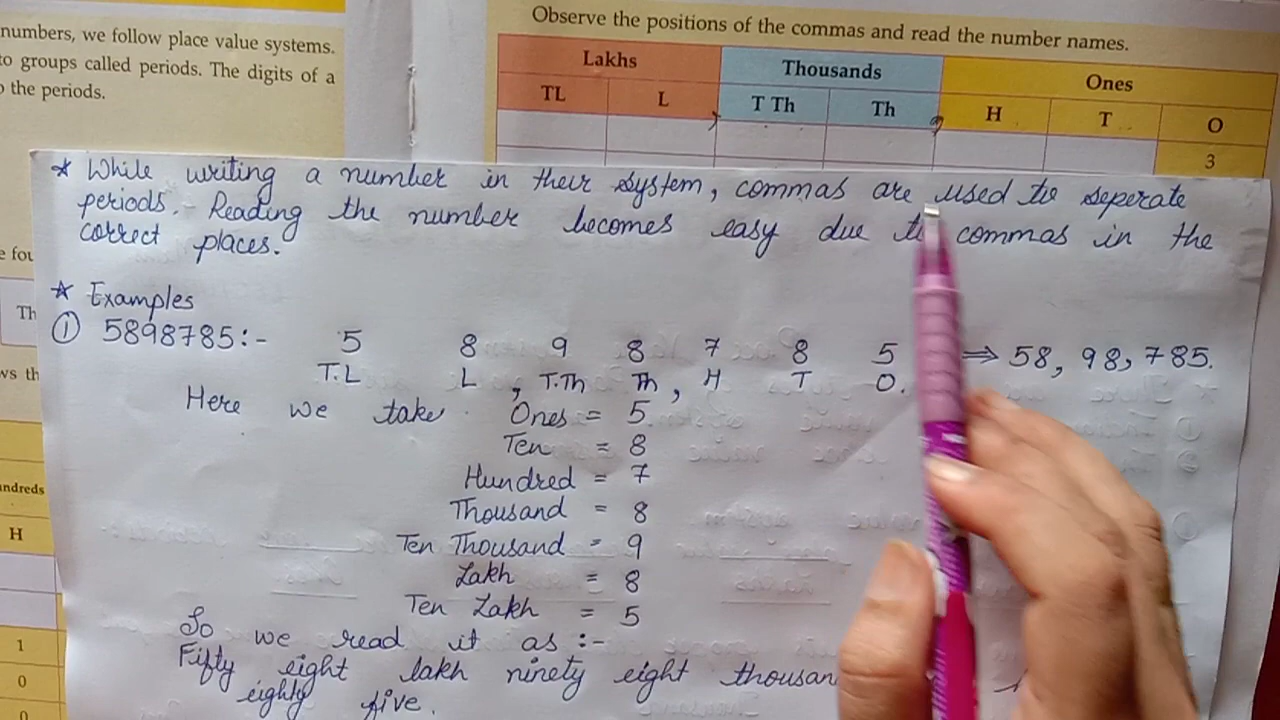 numbers, we follow place value systems.
to groups called periods. The digits of a
the periods.
Observe the positions of the commas and read the number names.
Lakhs Thousands Ones
TL L , T Th Th , H T O
3
* While writing a number in their system, commas are used to seperate
periods. Reading the number becomes easy due to commas in the
correct places.
* Examples
① 5898785:- 5 8 9 8 7 8 5 ⇒ 58, 98, 785.
T.L L , T.Th Th , H T O.
Here we take Ones = 5
Ten = 8
Hundred = 7
Thousand = 8
Ten Thousand = 9
Lakh = 8
Ten Lakh = 5
So we read it as :-
Fifty eight lakh ninety eight thousan
eighty five.
Th
H
1
0
0